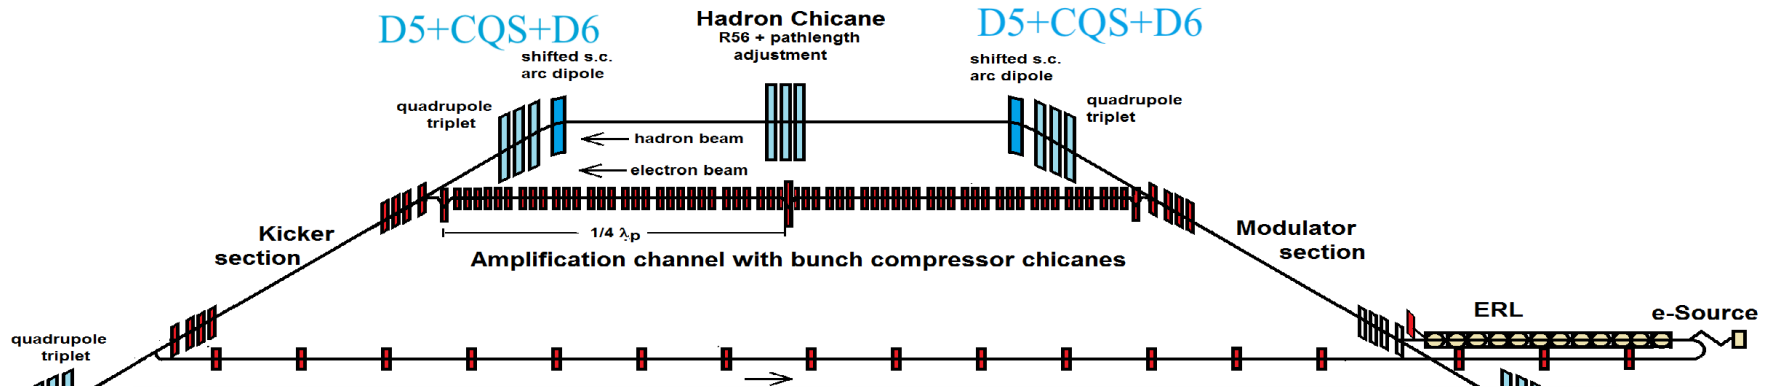 D5+CQS+D6
Hadron Chicane
R56 + pathlength
adjustment
D5+CQS+D6
shifted s.c.
arc dipole
shifted s.c.
arc dipole
quadrupole
triplet
quadrupole
triplet
hadron beam
electron beam
1/4 λp
Kicker
section
Modulator
section
Amplification channel with bunch compressor chicanes
ERL
e-Source
quadrupole
triplet